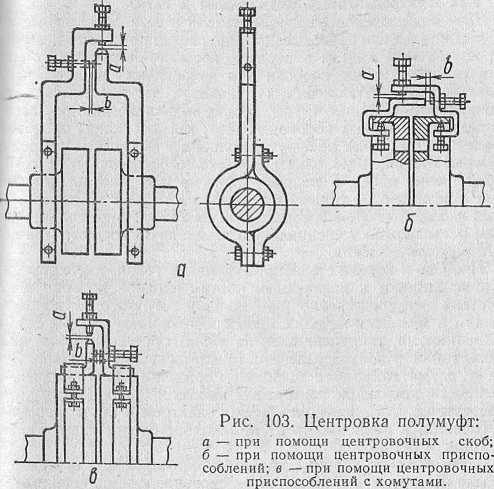 a
b
a
a
b
б
a
b
в
Рис. 103. Центровка полумуфт:
а — при помощи центровочных скоб;
б — при помощи центровочных приспо-
соблений; в — при помощи центровочных
приспособлений с хомутами.